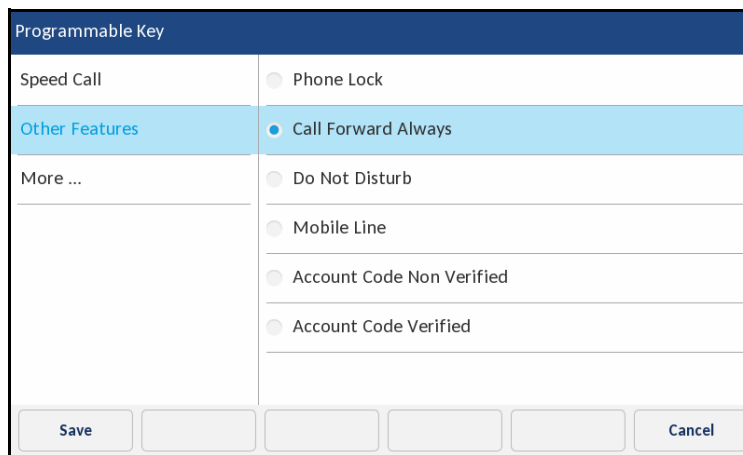 Programmable Key
Speed Call
Other Features
More ...
Phone Lock
Call Forward Always
Do Not Disturb
Mobile Line
Account Code Non Verified
Account Code Verified
Save
Cancel